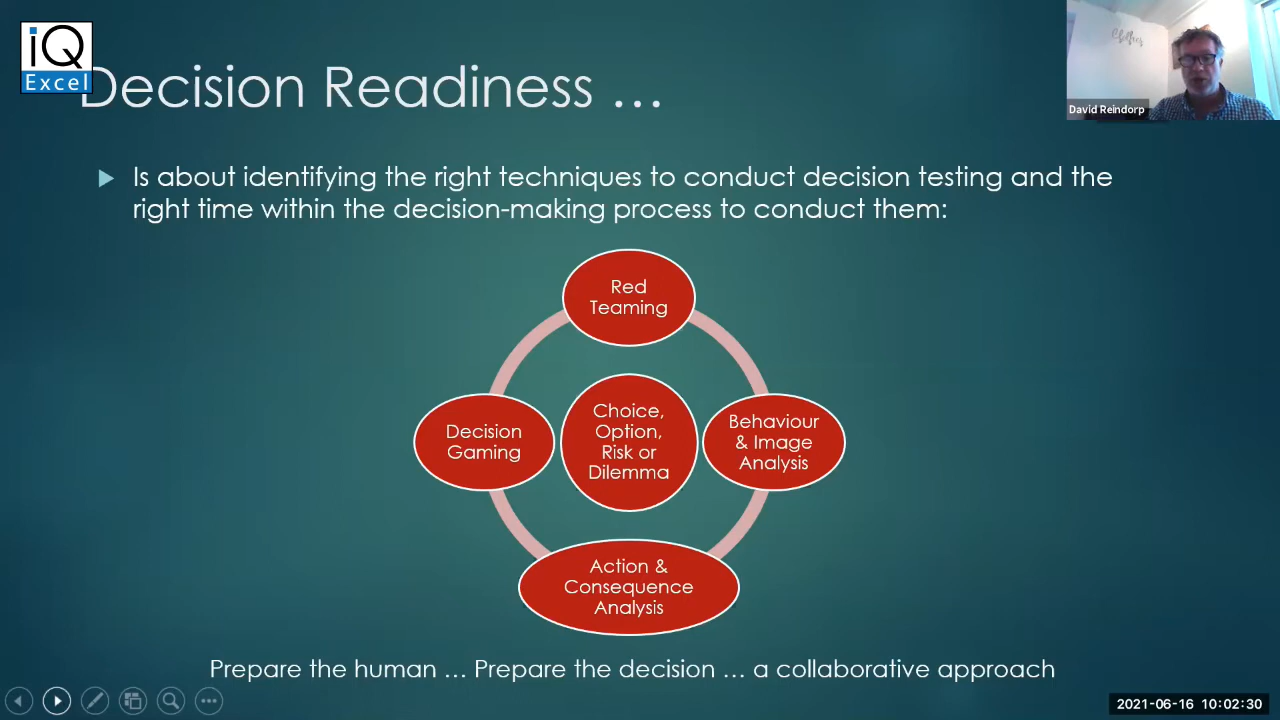 iQ
Excel
Decision Readiness ...
David Reindorp
Is about identifying the right techniques to conduct decision testing and the
right time within the decision-making process to conduct them:
Red
Teaming
Decision
Gaming
Choice,
Option,
Risk or
Dilemma
Behaviour
& Image
Analysis
Action &
Consequence
Analysis
Prepare the human ... Prepare the decision ... a collaborative approach
2021-06-16 10:02:30